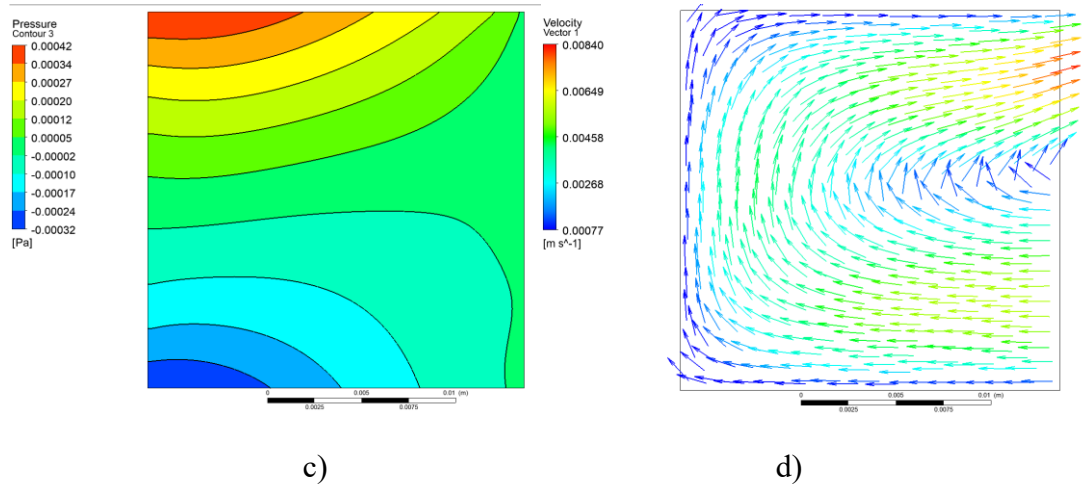 Pressure
Contour 3
0.00042
0.00034
0.00027
0.00020
0.00012
0.00005
-0.00002
-0.00010
-0.00017
-0.00024
-0.00032
[Pa]
0 0.005 0.01 (m)
0.0025 0.0075
Velocity
Vector 1
0.00840
0.00649
0.00458
0.00268
0.00077
[m s^-1]
0 0.005 0.01 (m)
0.0025 0.0075
c)
d)